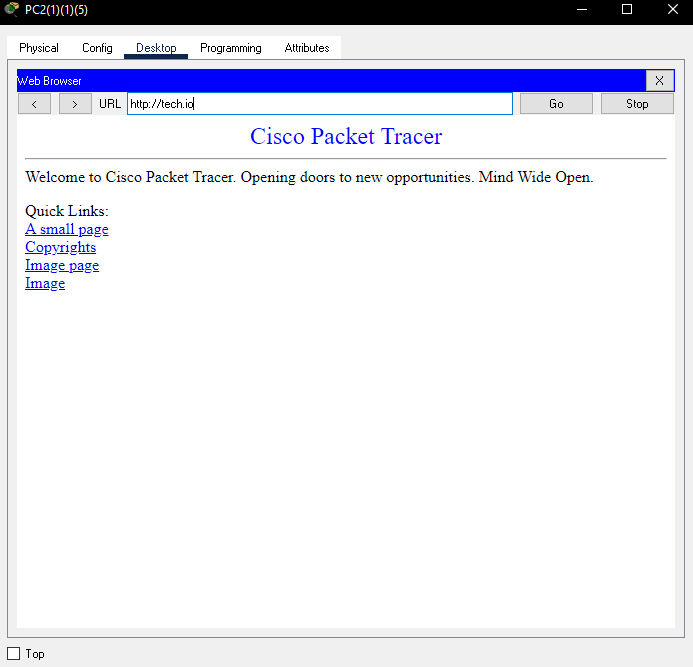 PC2(1)(1)(5)
Physical Config Desktop Programming Attributes
Web Browser X
< > URL http://tech.io Go Stop
Cisco Packet Tracer
Welcome to Cisco Packet Tracer. Opening doors to new opportunities. Mind Wide Open.
Quick Links:
A small page
Copyrights
Image page
Image
Top